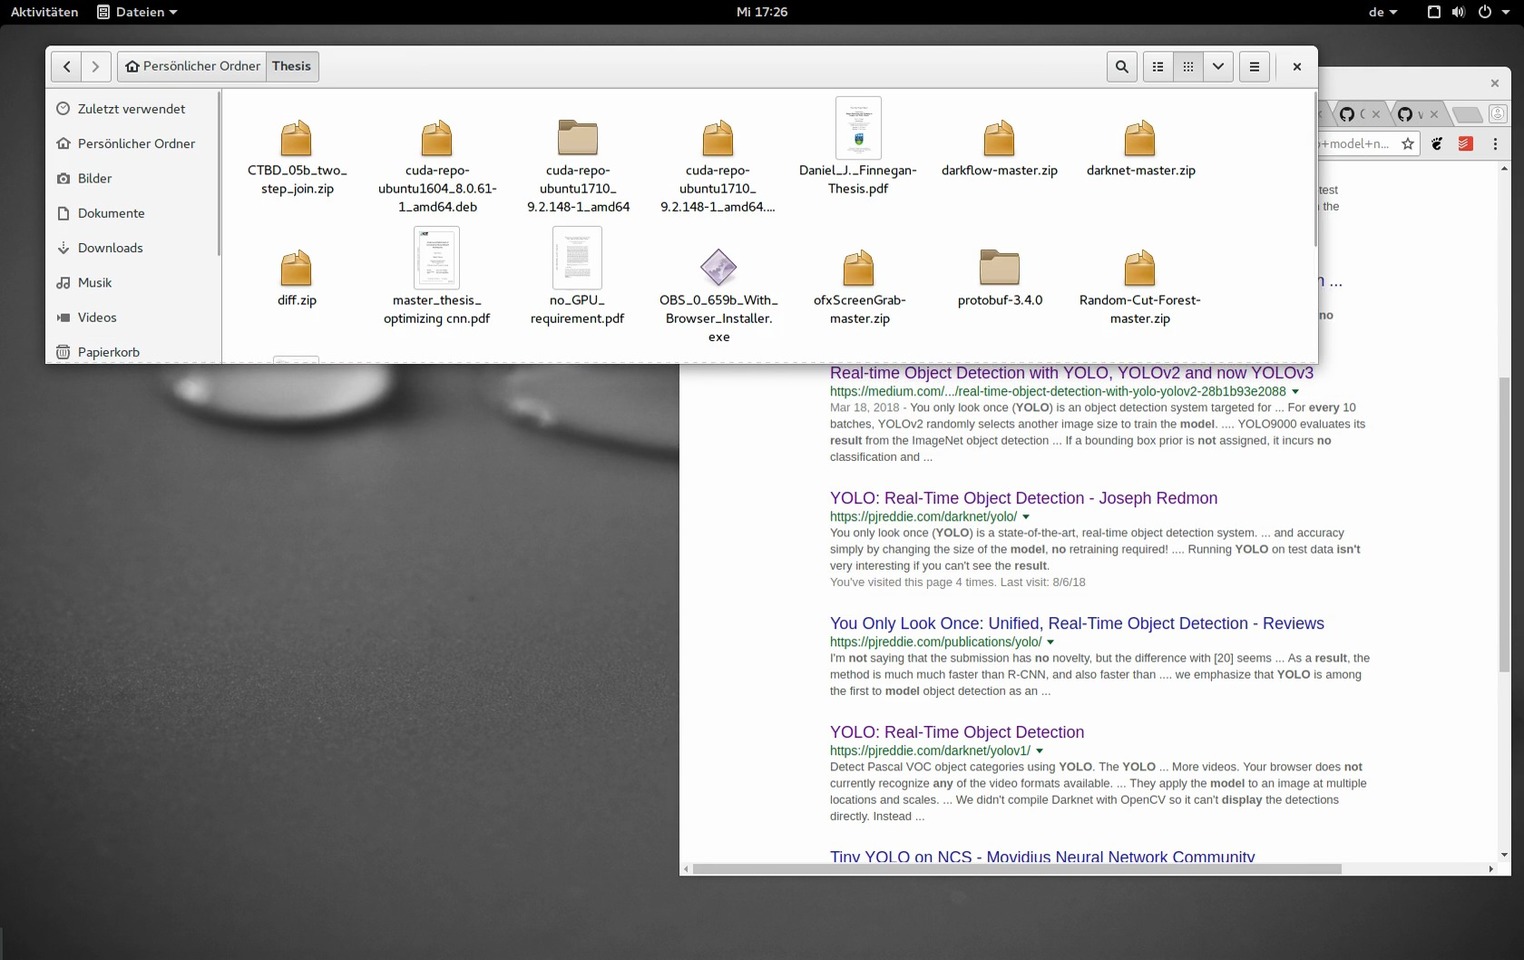 Aktivitäten
Dateien
Mi 17:26
de
Persönlicher Ordner
Thesis
Zuletzt verwendet
Persönlicher Ordner
Bilder
Dokumente
Downloads
Musik
Videos
Papierkorb
CTBD_05b_two_
step_join.zip
cuda-repo-
ubuntu1604_8.0.61-
1_amd64.deb
cuda-repo-
ubuntu1710_
9.2.148-1_amd64
cuda-repo-
ubuntu1710_
9.2.148-1_amd64....
Daniel_J._Finnegan-
Thesis.pdf
darkflow-master.zip
darknet-master.zip
diff.zip
master_thesis_
optimizing cnn.pdf
no_GPU_
requirement.pdf
OBS_0_659b_With_
Browser_Installer.
exe
ofxScreenGrab-
master.zip
protobuf-3.4.0
Random-Cut-Forest-
master.zip
+model+n...
test
the
...
no
Real-time Object Detection with YOLO, YOLOv2 and now YOLOv3
https://medium.com/.../real-time-object-detection-with-yolo-yolov2-28b1b93e2088
Mar 18, 2018 - You only look once (YOLO) is an object detection system targeted for ... For every 10
batches, YOLOv2 randomly selects another image size to train the model. .... YOLO9000 evaluates its
result from the ImageNet object detection ... If a bounding box prior is not assigned, it incurs no
classification and ...
YOLO: Real-Time Object Detection - Joseph Redmon
https://pjreddie.com/darknet/yolo/
You only look once (YOLO) is a state-of-the-art, real-time object detection system. ... and accuracy
simply by changing the size of the model, no retraining required! .... Running YOLO on test data isn't
very interesting if you can't see the result.
You've visited this page 4 times. Last visit: 8/6/18
You Only Look Once: Unified, Real-Time Object Detection - Reviews
https://pjreddie.com/publications/yolo/
I'm not saying that the submission has no novelty, but the difference with [20] seems ... As a result, the
method is much much faster than R-CNN, and also faster than .... we emphasize that YOLO is among
the first to model object detection as an ...
YOLO: Real-Time Object Detection
https://pjreddie.com/darknet/yolov1/
Detect Pascal VOC object categories using YOLO. The YOLO ... More videos. Your browser does not
currently recognize any of the video formats available. ... They apply the model to an image at multiple
locations and scales. ... We didn't compile Darknet with OpenCV so it can't display the detections
directly. Instead ...
Tiny YOLO on NCS - Movidius Neural Network Community